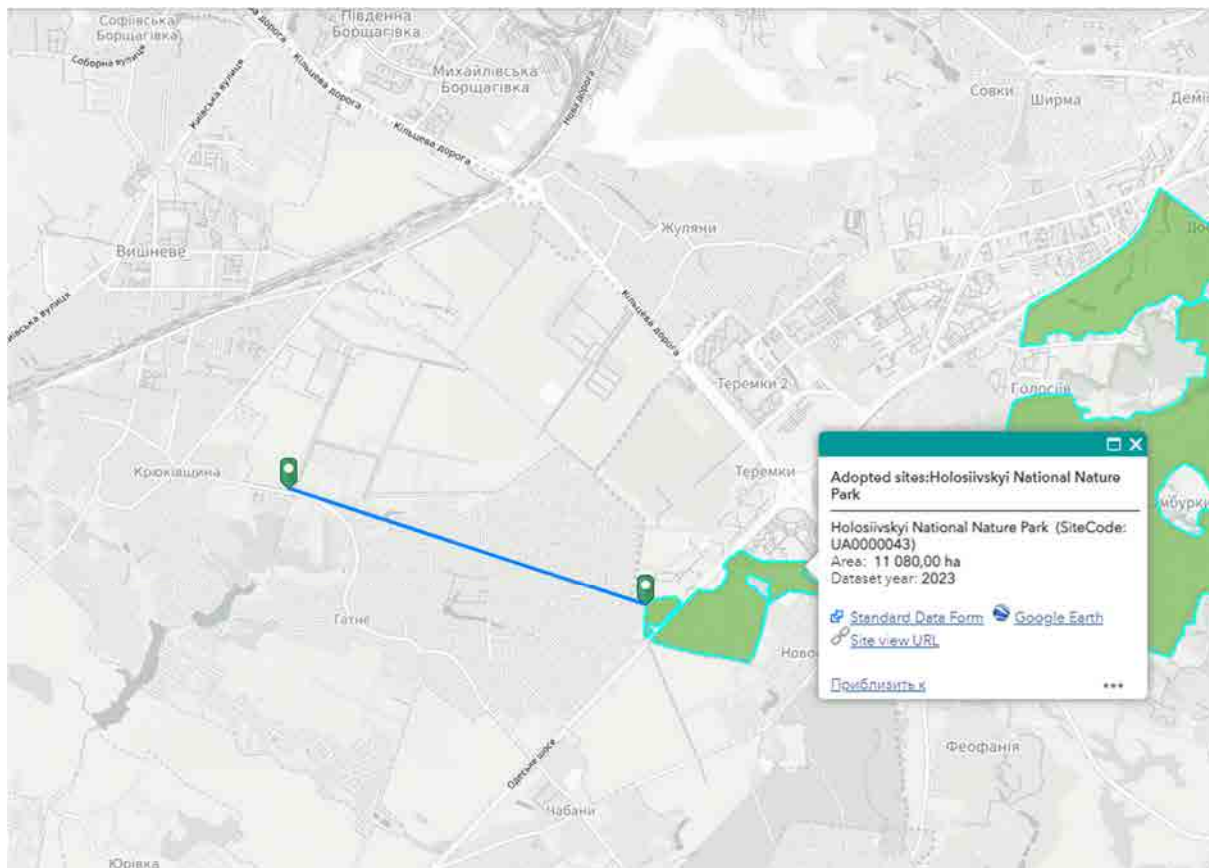 Софіївська
Борщагівка
Південна
Борщагівка
Соборна вулиця
Київська вулиця
Кільцева дорога
Михайлівська
Борщагівка
Кільцева дорога
Нова дорога
Совки
Ширма
Жуляни
Вишневе
Кільцева дорога
Теремки 2
Голосіїв
Крюківщина
Теремки
Adopted sites:Holosiivskyi National Nature
Park
Holosiivskyi National Nature Park (SiteCode:
UA0000043)
Area: 11 080,00 ha
Dataset year: 2023
Standard Data Form Google Earth
Site view URL
Приблизить к
Гатне
Одеське шосе
Феофанія
Чабани
Юрівка